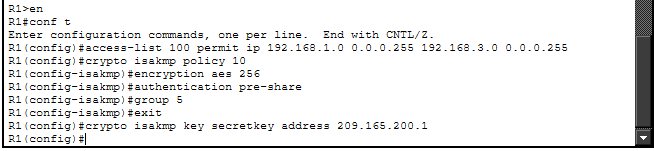 R1>en
R1#conf t
Enter configuration commands, one per line.  End with CNTL/Z.
R1(config)#access-list 100 permit ip 192.168.1.0 0.0.0.255 192.168.3.0 0.0.0.255
R1(config)#crypto isakmp policy 10
R1(config-isakmp)#encryption aes 256
R1(config-isakmp)#authentication pre-share
R1(config-isakmp)#group 5
R1(config-isakmp)#exit
R1(config)#crypto isakmp key secretkey address 209.165.200.1
R1(config)#